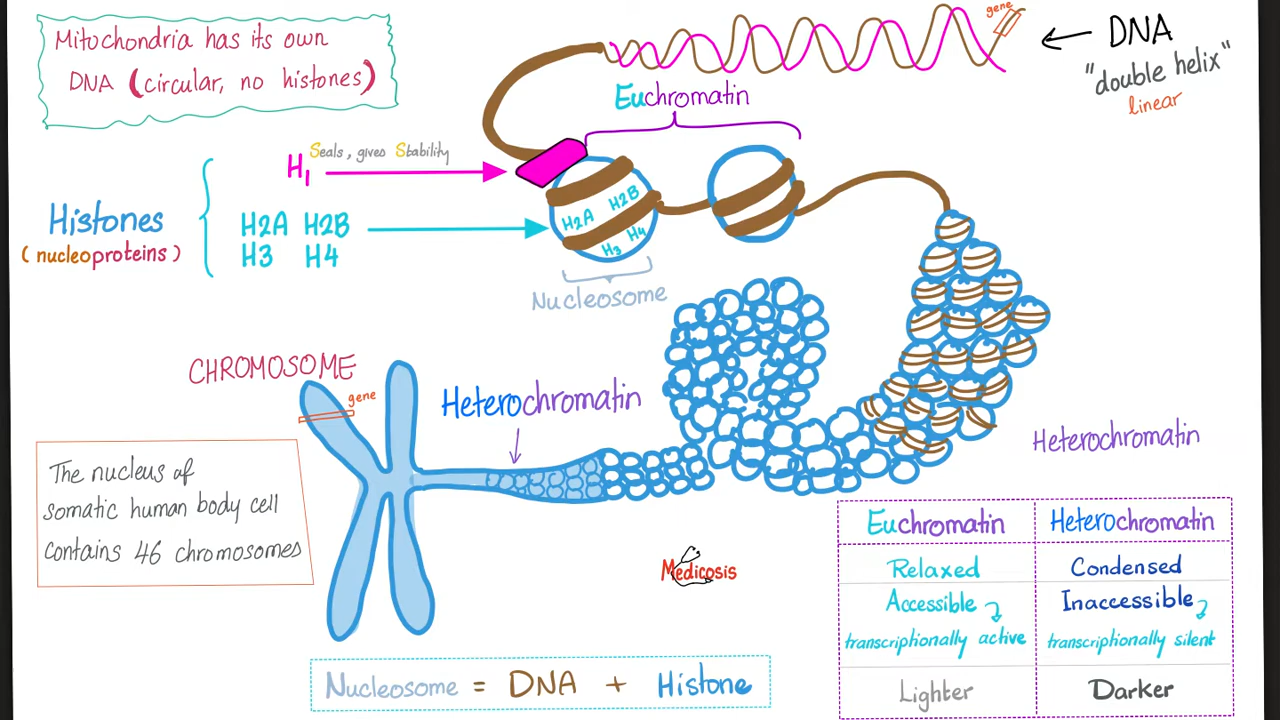 Mitochondria has its own
DNA (circular, no histones)
gene
DNA
"double helix"
linear
Euchromatin
H1
Seals, gives Stability
Histones
(nucleoproteins)
H2A H2B
H3 H4
H2A H2B
H3 H4
Nucleosome
CHROMOSOME
gene
Heterochromatin
Heterochromatin
The nucleus of
somatic human body cell
contains 46 chromosomes
Medicosis
Euchromatin Heterochromatin
Relaxed Condensed
Accessible Inaccessible
transcriptionally active transcriptionally silent
Lighter Darker
Nucleosome = DNA + Histone